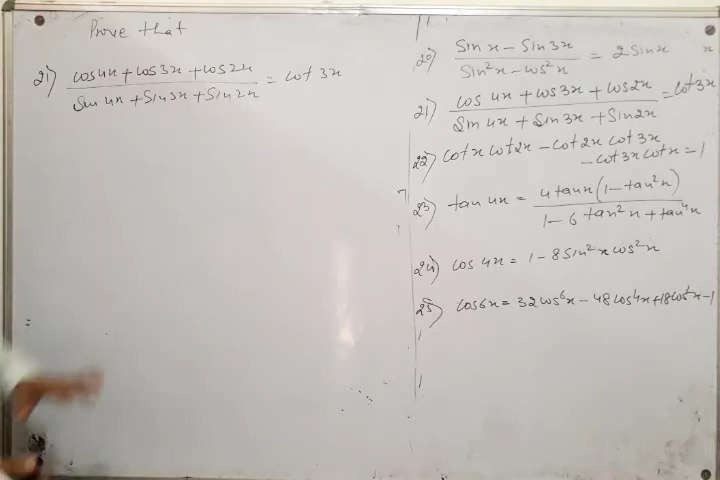 Prove that
21) cos4x + cos3x + cos2x / Sin4x + Sin3x + Sin2x = cot 3x
20) Sin x - Sin 3x / Sin²x - cos²x = 2 Sin x
21) cos 4x + cos 3x + cos2x / Sin 4x + Sin 3x + Sin2x = cot 3x
22) cot x cot 2x - cot 2x cot 3x
- cot 3x cot x = 1
23) tan 4x = 4 tan x (1 - tan²x) / 1 - 6 tan²x + tan⁴x
24) cos 4x = 1 - 8 Sin²x cos²x
25) cos6x = 32 cos⁶x - 48 cos⁴x + 18 cos²x - 1